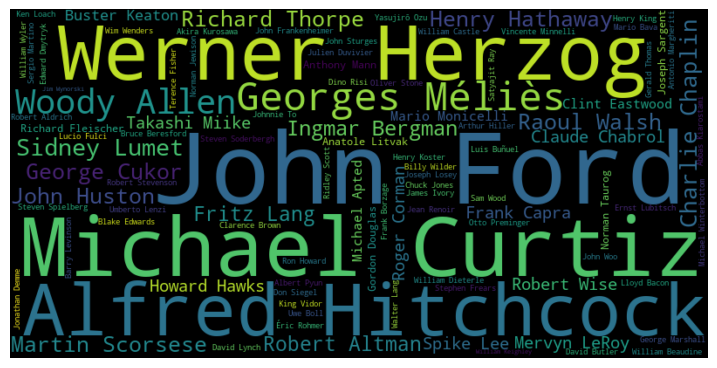 Ken Loach
Buster Keaton
Richard Thorpe
Yasujirō Ozu
Henry Hathaway
Henry King
Mario Bava
William Wyler
Sergio Martino
Edward Dmytryk
Wim Wenders
Akira Kurosawa
John Frankenheimer
William Castle
Vincente Minnelli
Werner Herzog
John Sturges
Julien Duvivier
Anthony Mann
Norman Jewison
Terence Fisher
Dino Risi
Oliver Stone
Satyajit Ray
Gerald Thomas
Joseph Sargent
Antonio Margheriti
Woody Allen
Georges Méliès
Clint Eastwood
Charlie Chaplin
Robert Aldrich
Johnnie To
Mario Monicelli
Raoul Walsh
Richard Fleischer
Takashi Miike
Ingmar Bergman
Arthur Hiller
Lucio Fulci
Bruce Beresford
Steven Soderbergh
Anatole Litvak
Claude Chabrol
Sidney Lumet
John Ford
Henry Koster
Billy Wilder
Luis Buñuel
Ridley Scott
Joseph Losey
George Cukor
Robert Stevenson
Chuck Jones
James Ivory
Sam Wood
John Huston
Michael Apted
Roger Corman
Frank Borzage
Gordon Douglas
Steven Spielberg
Umberto Lenzi
Fritz Lang
Jean Renoir
Frank Capra
Ernst Lubitsch
Norman Taurog
Michael Winterbottom
Blake Edwards
Clarence Brown
Otto Preminger
Michael Curtiz
Barry Levinson
Ron Howard
John Woo
Jonathan Demme
Howard Hawks
Albert Pyun
William Dieterle
Stephen Frears
Robert Wise
Lloyd Bacon
Don Siegel
King Vidor
Uwe Boll
Walter Lang
Alfred Hitchcock
Martin Scorsese
Éric Rohmer
David Lynch
Robert Altman
Spike Lee
Mervyn LeRoy
George Marshall
David Butler
William Beaudine